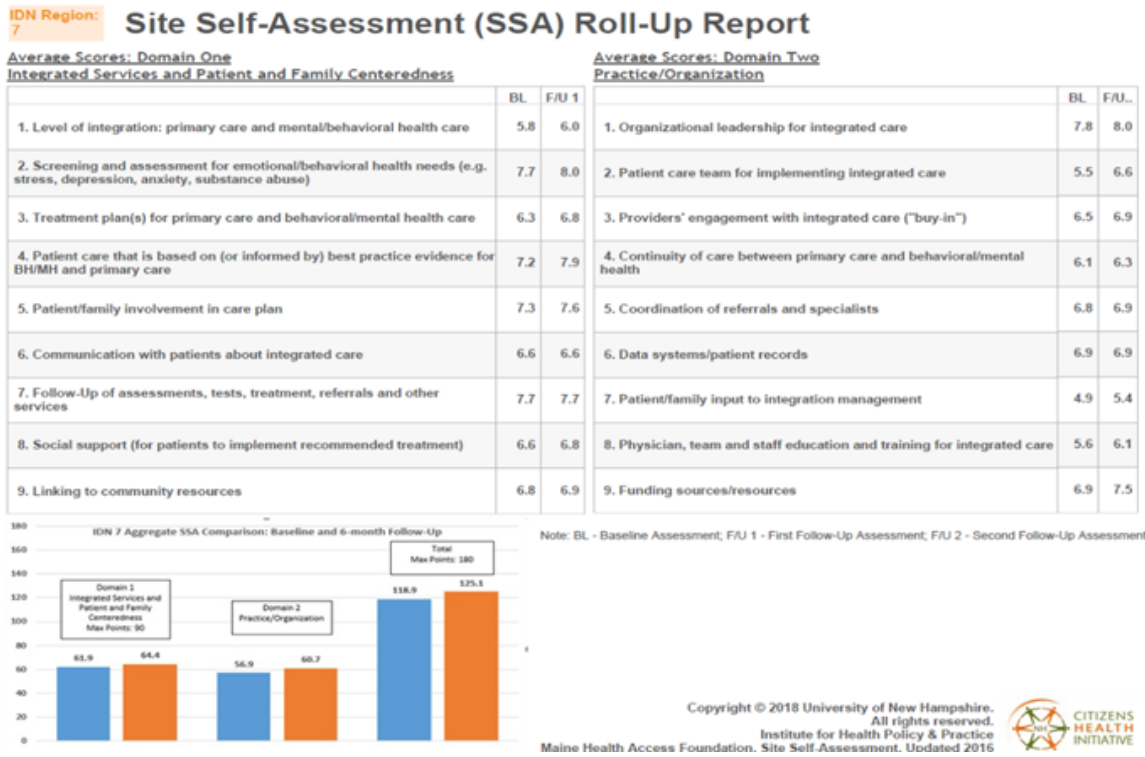 IDN Region:
7
Site Self-Assessment (SSA) Roll-Up Report
Average Scores: Domain One
Integrated Services and Patient and Family Centeredness
BL F/U 1
1. Level of integration: primary care and mental/behavioral health care 5.8 6.0
2. Screening and assessment for emotional/behavioral health needs (e.g.
stress, depression, anxiety, substance abuse) 7.7 8.0
3. Treatment plan(s) for primary care and behavioral/mental health care 6.3 6.8
4. Patient care that is based on (or informed by) best practice evidence for
BH/MH and primary care 7.2 7.9
5. Patient/family involvement in care plan 7.3 7.6
6. Communication with patients about integrated care 6.6 6.6
7. Follow-Up of assessments, tests, treatment, referrals and other
services 7.7 7.7
8. Social support (for patients to implement recommended treatment) 6.6 6.8
9. Linking to community resources 6.8 6.9
Average Scores: Domain Two
Practice/Organization
BL F/U..
1. Organizational leadership for integrated care 7.8 8.0
2. Patient care team for implementing integrated care 5.5 6.6
3. Providers' engagement with integrated care ("buy-in") 6.5 6.9
4. Continuity of care between primary care and behavioral/mental
health 6.1 6.3
5. Coordination of referrals and specialists 6.8 6.9
6. Data systems/patient records 6.9 6.9
7. Patient/family input to integration management 4.9 5.4
8. Physician, team and staff education and training for integrated care 5.6 6.1
9. Funding sources/resources 6.9 7.5
IDN 7 Aggregate SSA Comparison: Baseline and 6-month Follow-Up
180
160
140
120
100
80
60
40
20
0
Domain 1
Integrated Services and
Patient and Family
Centeredness
Max Points: 90
61.9 64.4
Domain 2
Practice/Organization
56.9 60.7
Total
Max Points: 180
118.9 125.1
Note: BL - Baseline Assessment; F/U 1 - First Follow-Up Assessment; F/U 2 - Second Follow-Up Assessment
Copyright © 2018 University of New Hampshire.
All rights reserved.
Institute for Health Policy & Practice
Maine Health Access Foundation. Site Self-Assessment. Updated 2016
NH
CITIZENS
HEALTH
INITIATIVE